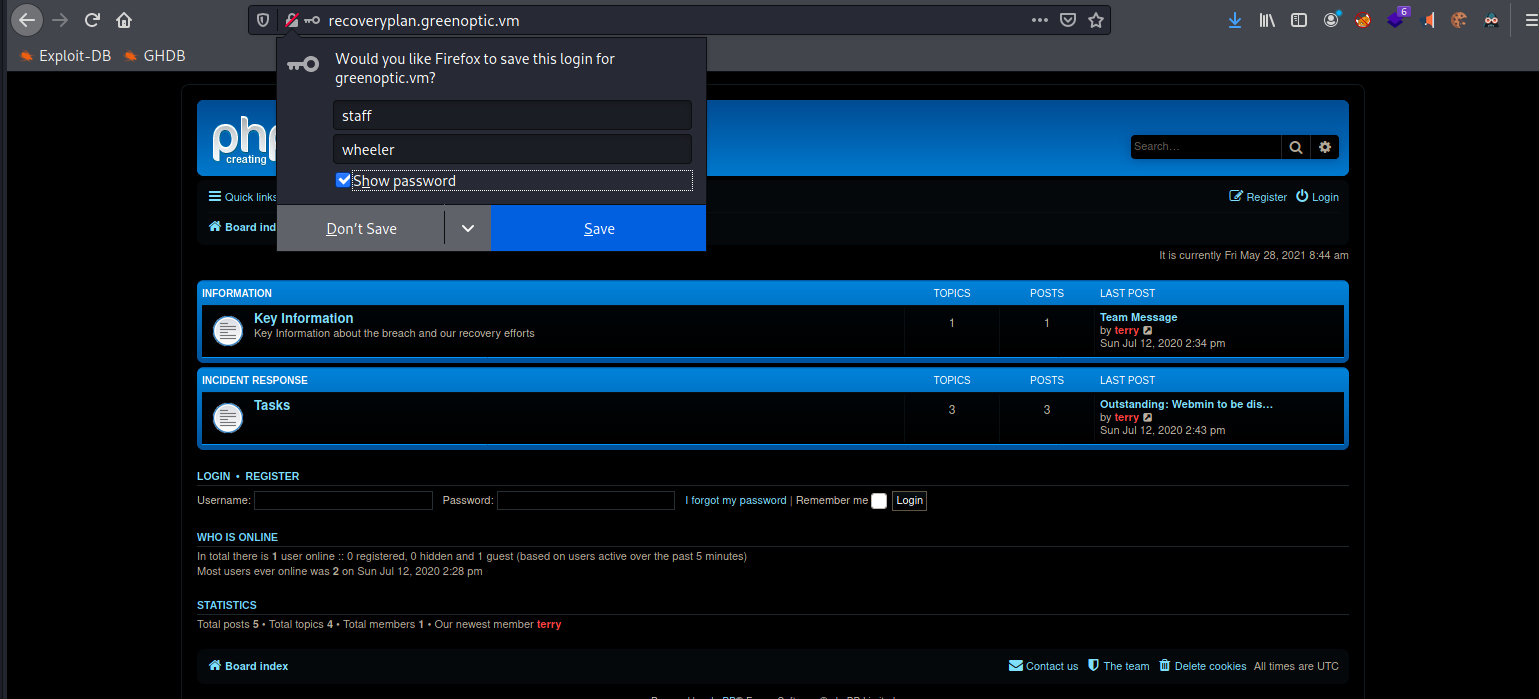 recoveryplan.greenoptic.vm
6
Exploit-DB GHDB
Would you like Firefox to save this login for
greenoptic.vm?
staff
wheeler
Show password
Don't Save
Save
php
creating
Search…
Quick links
Register Login
Board ind
It is currently Fri May 28, 2021 8:44 am
INFORMATION TOPICS POSTS LAST POST
Key Information 1 1 Team Message
Key Information about the breach and our recovery efforts by terry
Sun Jul 12, 2020 2:34 pm
INCIDENT RESPONSE TOPICS POSTS LAST POST
Tasks 3 3 Outstanding: Webmin to be dis…
by terry
Sun Jul 12, 2020 2:43 pm
LOGIN • REGISTER
Username: Password: I forgot my password | Remember me Login
WHO IS ONLINE
In total there is 1 user online :: 0 registered, 0 hidden and 1 guest (based on users active over the past 5 minutes)
Most users ever online was 2 on Sun Jul 12, 2020 2:28 pm
STATISTICS
Total posts 5 • Total topics 4 • Total members 1 • Our newest member terry
Board index Contact us The team Delete cookies All times are UTC